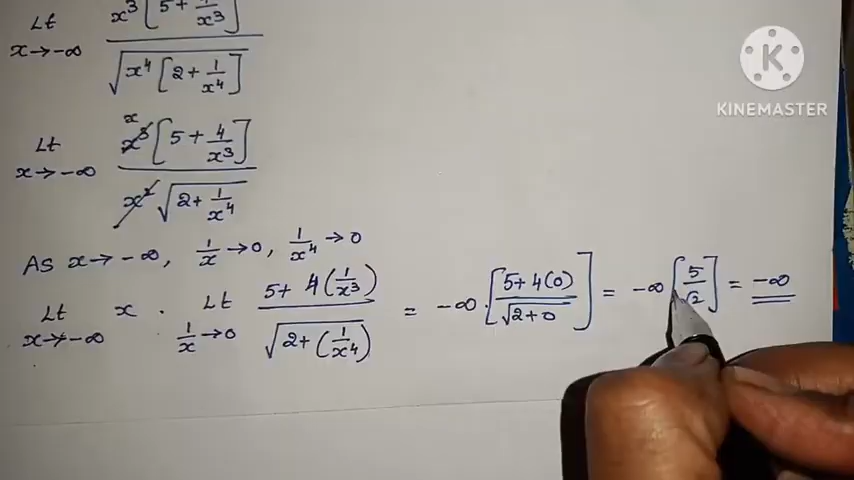 Lt x→-∞ x³[5+ 1/x³] / √x⁴[2+ 1/x⁴]
KINEMASTER
Lt x→-∞ x x³[5+ 4/x³] / x² √2+ 1/x⁴
As x→-∞, 1/x→0, 1/x⁴→0
Lt x→-∞ x . Lt 1/x→0 5+ 4(1/x³) / √2+(1/x⁴) = -∞.[5+4(0) / √2+0] = -∞[5/√2] = -∞